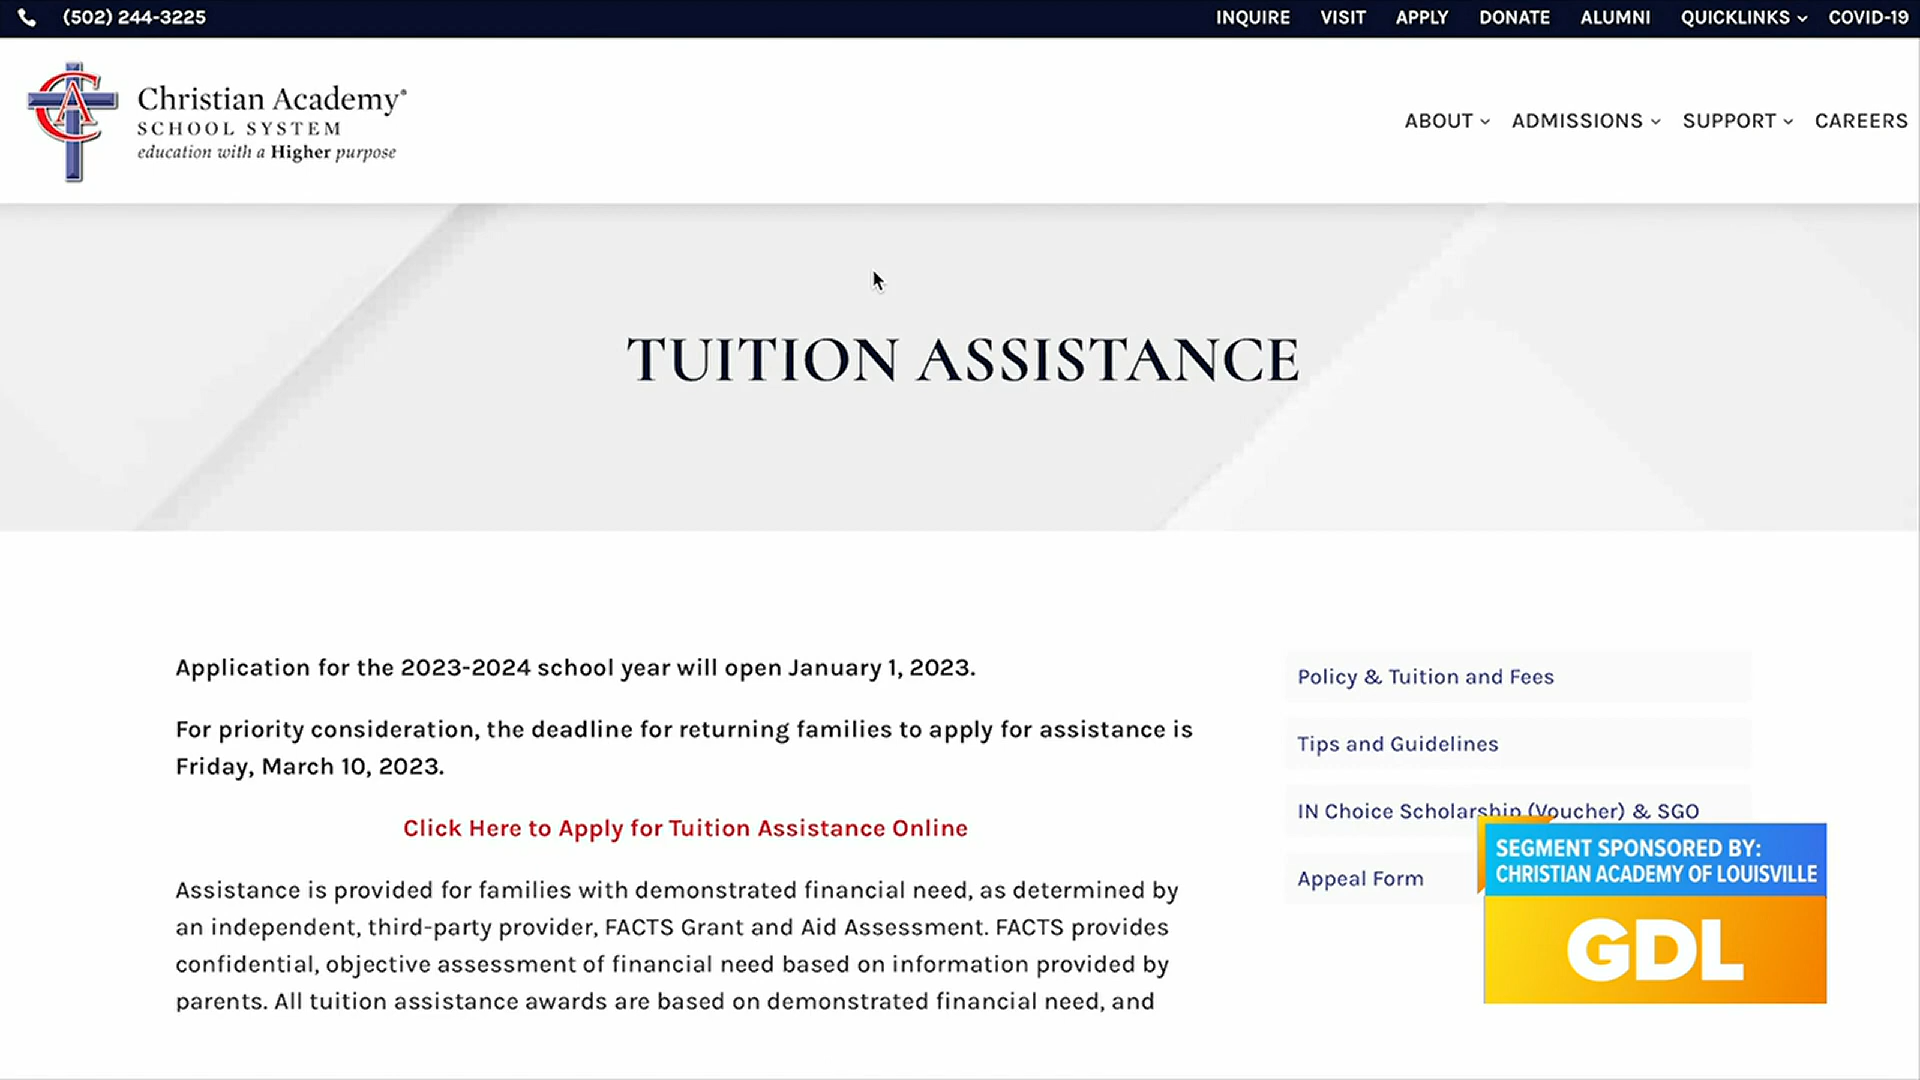 (502) 244-3225
INQUIRE VISIT APPLY DONATE ALUMNI QUICKLINKS COVID-19
Christian Academy®
SCHOOL SYSTEM
education with a Higher purpose
ABOUT ADMISSIONS SUPPORT CAREERS
TUITION ASSISTANCE
Application for the 2023-2024 school year will open January 1, 2023.
For priority consideration, the deadline for returning families to apply for assistance is
Friday, March 10, 2023.
Click Here to Apply for Tuition Assistance Online
Assistance is provided for families with demonstrated financial need, as determined by
an independent, third-party provider, FACTS Grant and Aid Assessment. FACTS provides
confidential, objective assessment of financial need based on information provided by
parents. All tuition assistance awards are based on demonstrated financial need, and
Policy & Tuition and Fees
Tips and Guidelines
IN Choice Scholarship (Voucher) & SGO
Appeal Form
SEGMENT SPONSORED BY:
CHRISTIAN ACADEMY OF LOUISVILLE
GDL